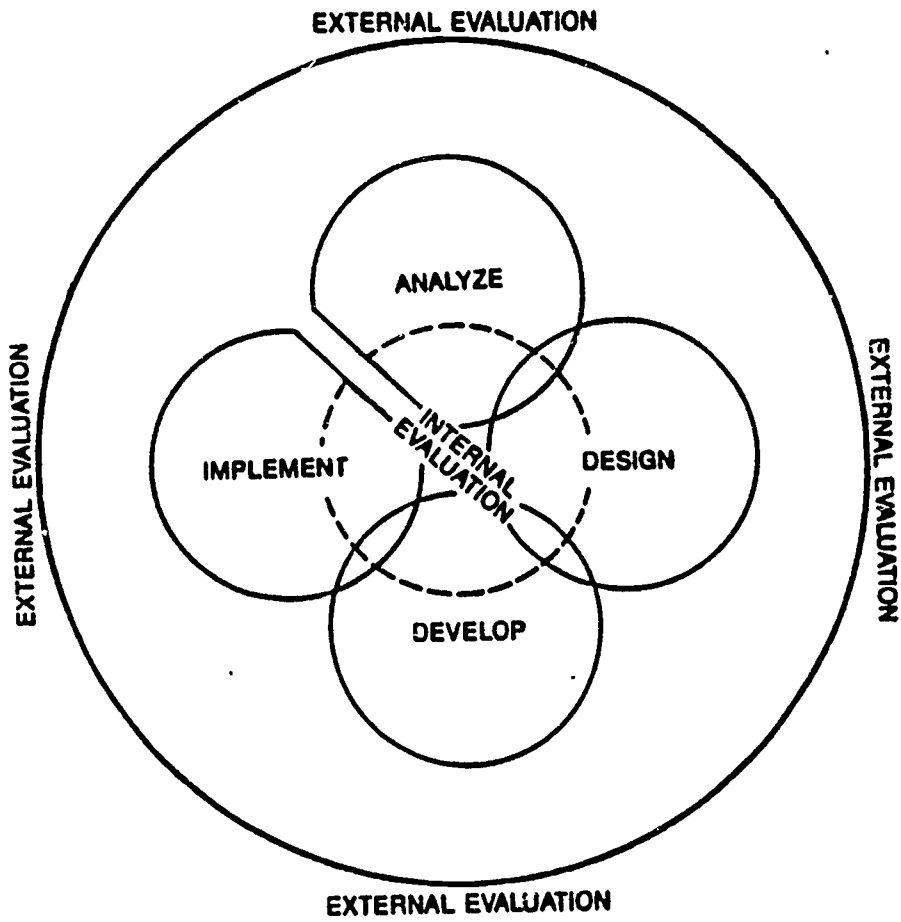 EXTERNAL EVALUATION
ANALYZE
EXTERNAL EVALUATION
IMPLEMENT
INTERNAL
EVALUATION
DESIGN
EXTERNAL EVALUATION
DEVELOP
EXTERNAL EVALUATION